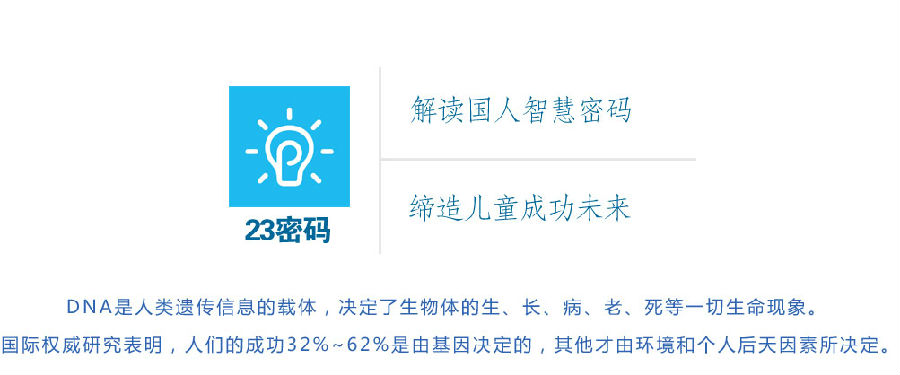 解读国人智慧密码
23密码
缔造儿童成功未来
DNA是人类遗传信息的载体，决定了生物体的生、长、病、老、死等一切生命现象。
国际权威研究表明，人们的成功32%~62%是由基因决定的，其他才由环境和个人后天因素所决定。